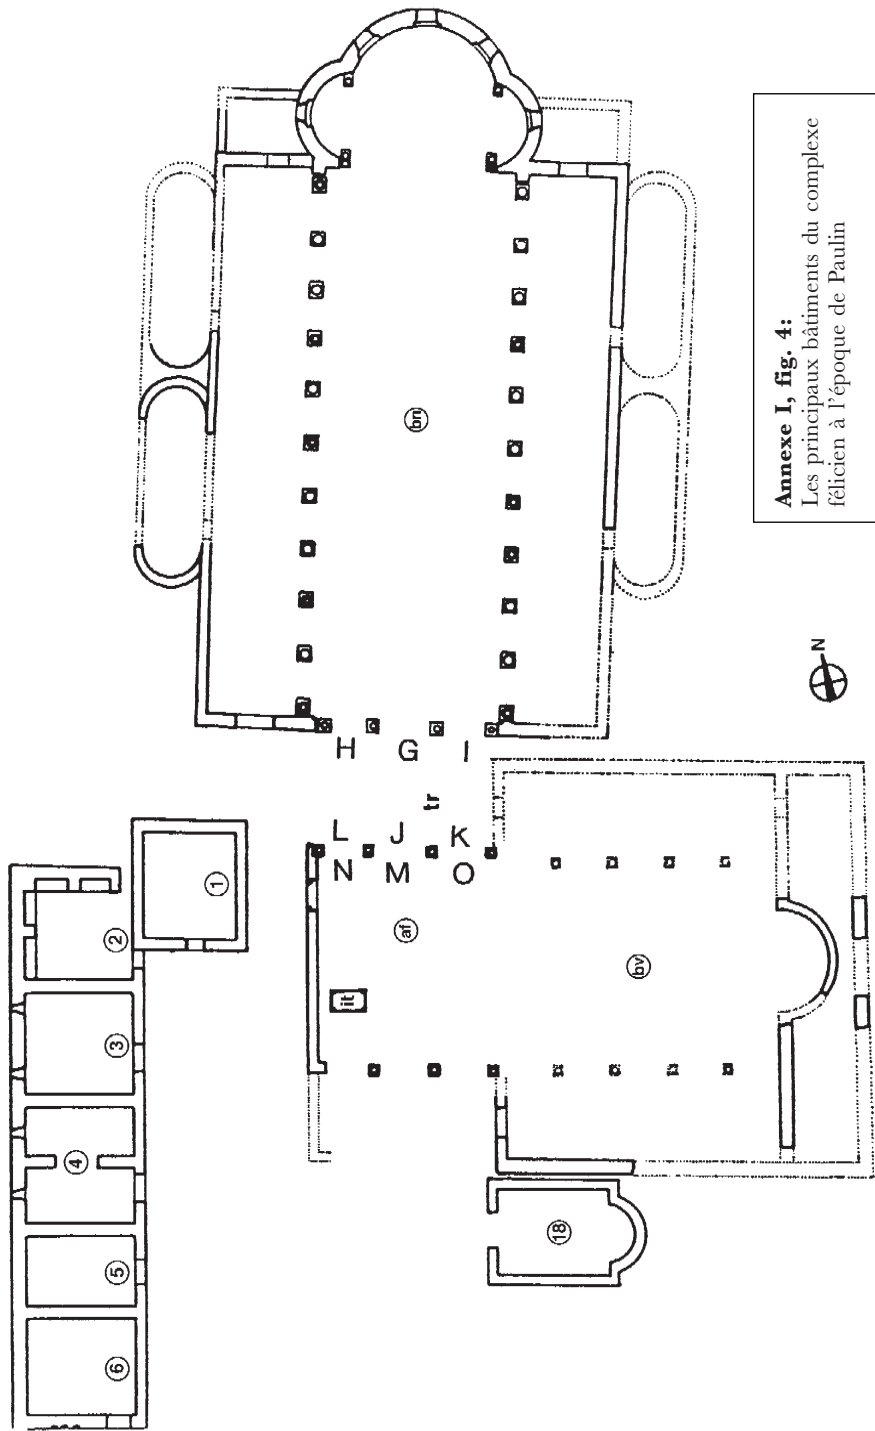 bn
H G I
tr
L J K
N M O
af
it
bv
1
2
3
4
5
6
18
N
Annexe I, fig. 4:
Les principaux bâtiments du complexe
félicien à l'époque de Paulin